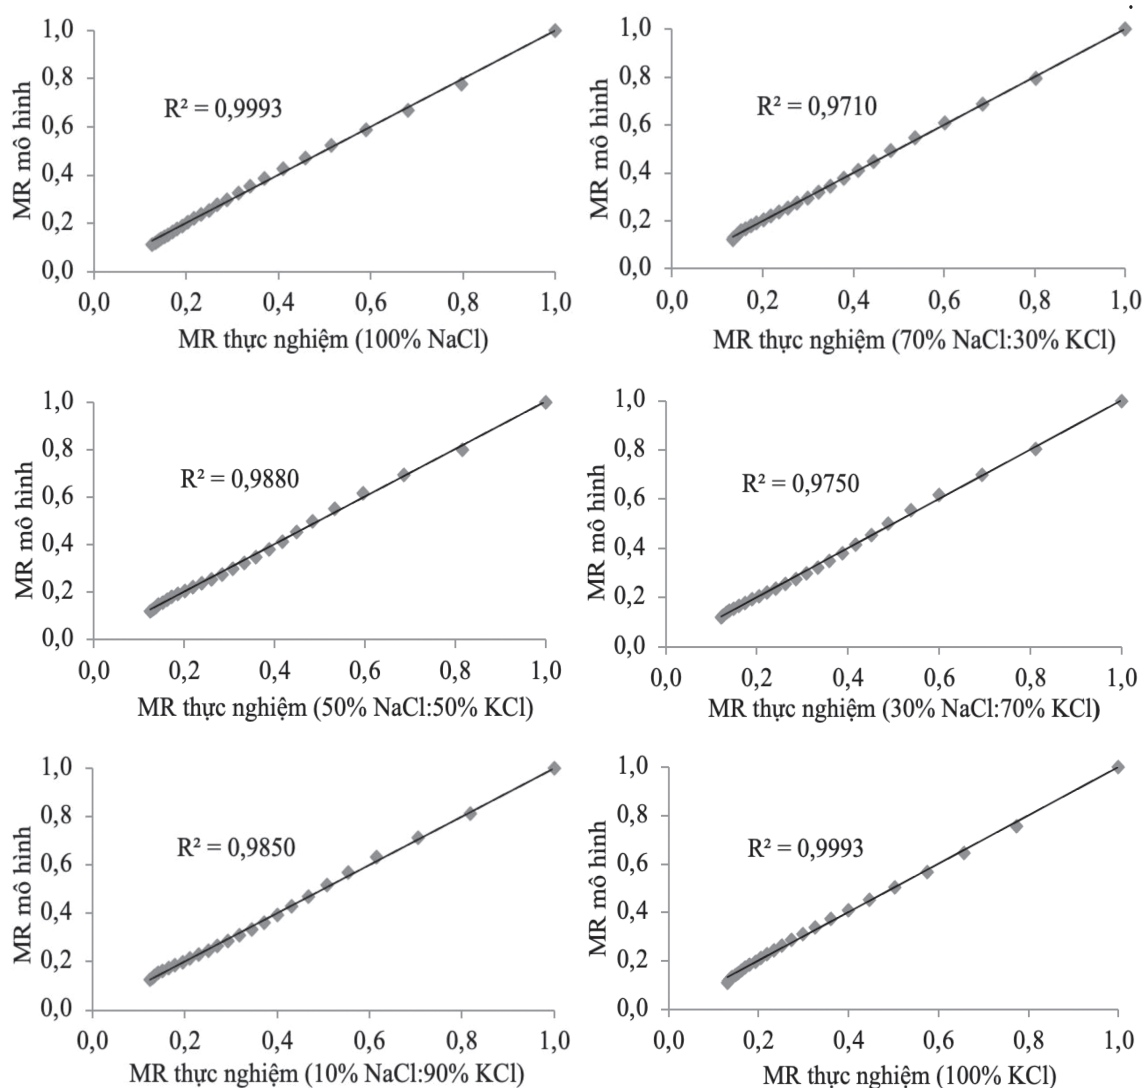 1,0
0,8
0,6
0,4
0,2
0,0
MR mô hình
R² = 0,9993
0,0 0,2 0,4 0,6 0,8 1,0
MR thực nghiệm (100% NaCl)
1,0
0,8
0,6
0,4
0,2
0,0
MR mô hình
R² = 0,9710
0,0 0,2 0,4 0,6 0,8 1,0
MR thực nghiệm (70% NaCl:30% KCl)
1,0
0,8
0,6
0,4
0,2
0,0
MR mô hình
R² = 0,9880
0,0 0,2 0,4 0,6 0,8 1,0
MR thực nghiệm (50% NaCl:50% KCl)
1,0
0,8
0,6
0,4
0,2
0,0
MR mô hình
R² = 0,9750
0,0 0,2 0,4 0,6 0,8 1,0
MR thực nghiệm (30% NaCl:70% KCl)
1,0
0,8
0,6
0,4
0,2
0,0
MR mô hình
R² = 0,9850
0,0 0,2 0,4 0,6 0,8 1,0
MR thực nghiệm (10% NaCl:90% KCl)
1,0
0,8
0,6
0,4
0,2
0,0
MR mô hình
R² = 0,9993
0,0 0,2 0,4 0,6 0,8 1,0
MR thực nghiệm (100% KCl)